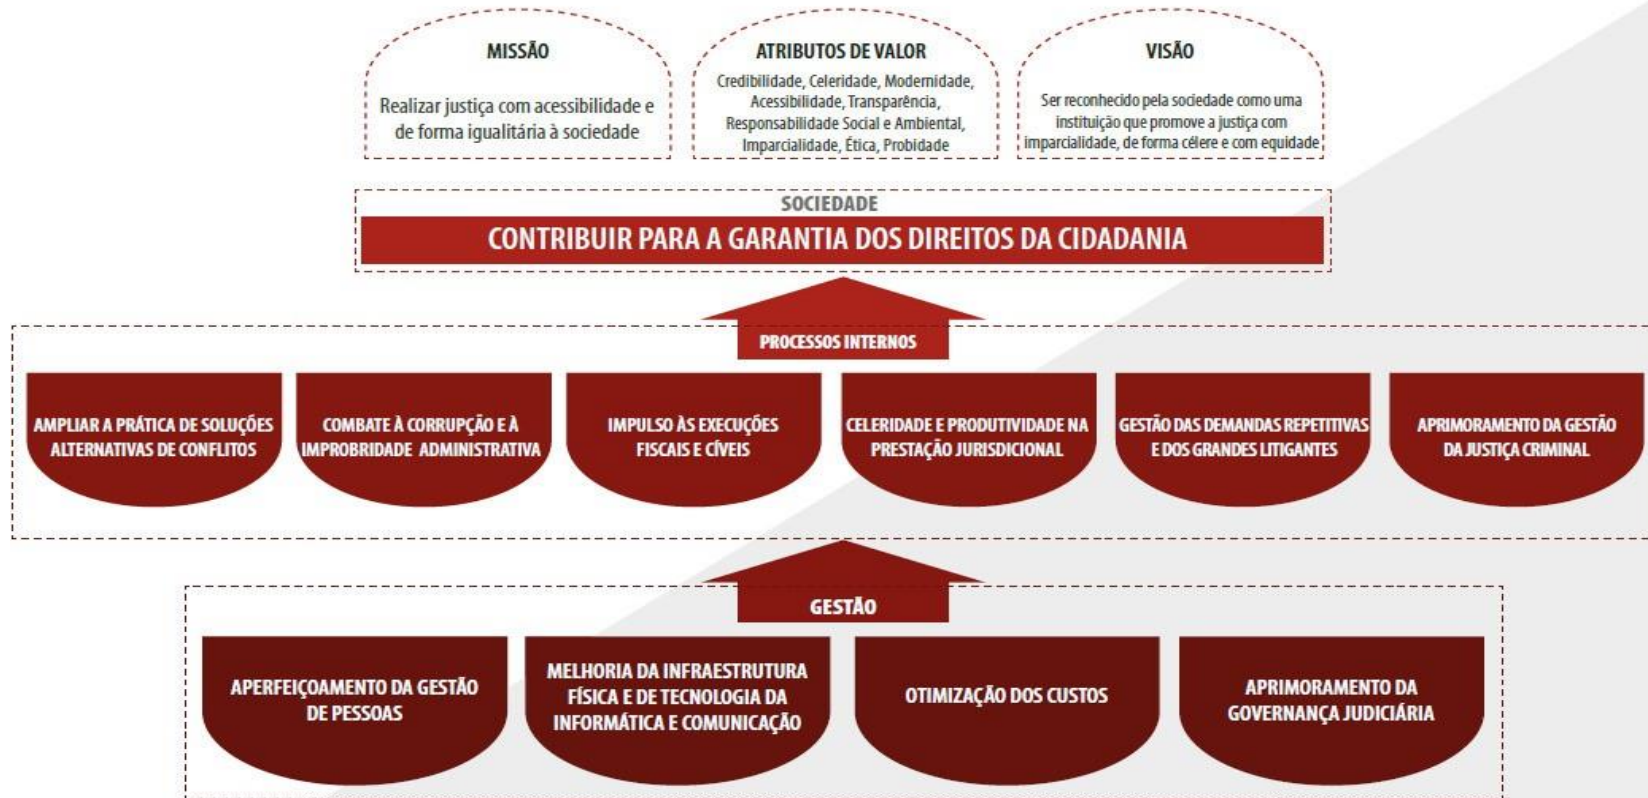 MISSÃO
Realizar justiça com acessibilidade e
de forma igualitária à sociedade
ATRIBUTOS DE VALOR
Credibilidade, Celeridade, Modernidade,
Acessibilidade, Transparência,
Responsabilidade Social e Ambiental,
Imparcialidade, Ética, Probidade
VISÃO
Ser reconhecido pela sociedade como uma
instituição que promove a justiça com
imparcialidade, de forma célere e com equidade
SOCIEDADE
CONTRIBUIR PARA A GARANTIA DOS DIREITOS DA CIDADANIA
PROCESSOS INTERNOS
AMPLIAR A PRÁTICA DE SOLUÇÕES
ALTERNATIVAS DE CONFLITOS
COMBATE À CORRUPÇÃO E À
IMPROBRIDADE ADMINISTRATIVA
IMPULSO ÀS EXECUÇÕES
FISCAIS E CÍVEIS
CELERIDADE E PRODUTIVIDADE NA
PRESTAÇÃO JURISDICIONAL
GESTÃO DAS DEMANDAS REPETITIVAS
E DOS GRANDES LITIGANTES
APRIMORAMENTO DA GESTÃO
DA JUSTIÇA CRIMINAL
GESTÃO
APERFEIÇOAMENTO DA GESTÃO
DE PESSOAS
MELHORIA DA INFRAESTRUTURA
FÍSICA E DE TECNOLOGIA DA
INFORMÁTICA E COMUNICAÇÃO
OTIMIZAÇÃO DOS CUSTOS
APRIMORAMENTO DA
GOVERNANÇA JUDICIÁRIA